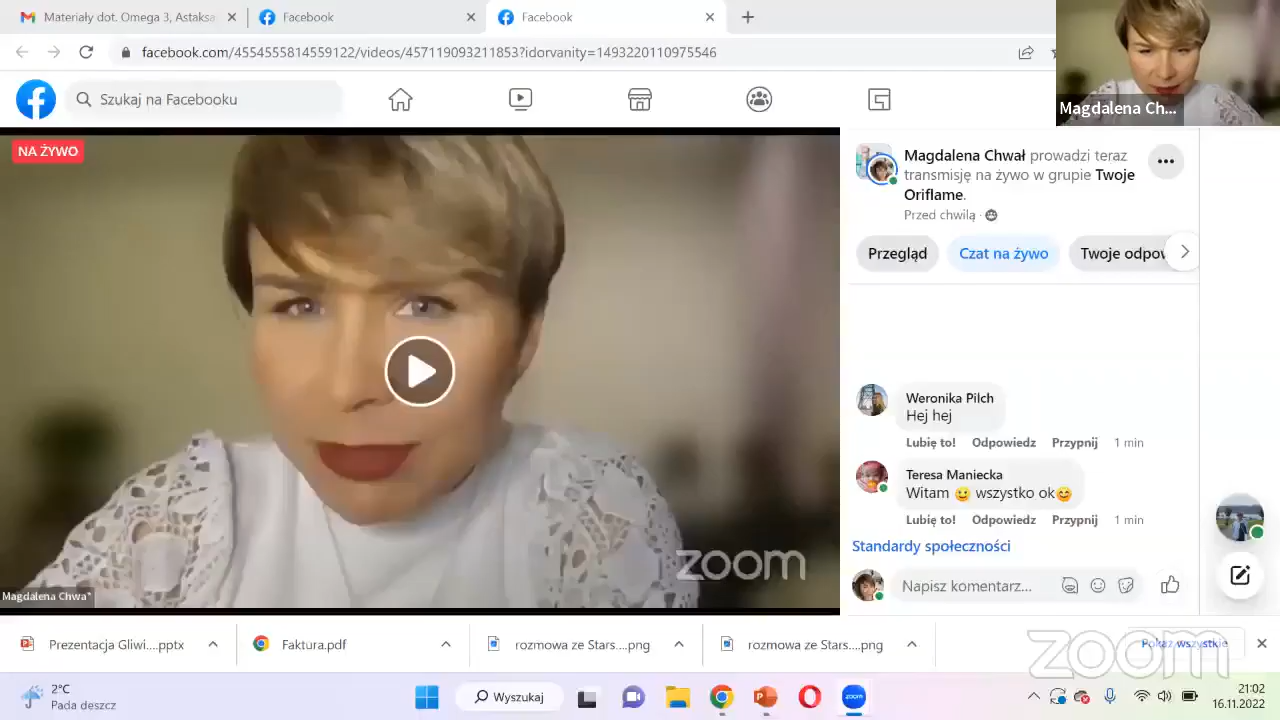 Materiały dot. Omega 3, Astaksa
Facebook
Facebook
facebook.com/4554555814559122/videos/457119093211853?idorvanity=1493220110975546
Szukaj na Facebooku
Magdalena Ch...
NA ŻYWO
Magdalena Chwał prowadzi teraz
transmisję na żywo w grupie Twoje
Oriflame.
Przed chwilą ·
Przegląd
Czat na żywo
Twoje odpow
Weronika Pilch
Hej hej
Lubię to! Odpowiedz Przypnij 1 min
Teresa Maniecka
Witam 😉 wszystko ok😊
Lubię to! Odpowiedz Przypnij 1 min
Standardy społeczności
Napisz komentarz...
zoom
Magdalena Chwa*
Prezentacja Gliwi....pptx
Faktura.pdf
rozmowa ze Stars....png
rozmowa ze Stars....png
Pokaż wszystkie
zoom
2°C
Pada deszcz
Wyszukaj
zoom
21:02
16.11.2022